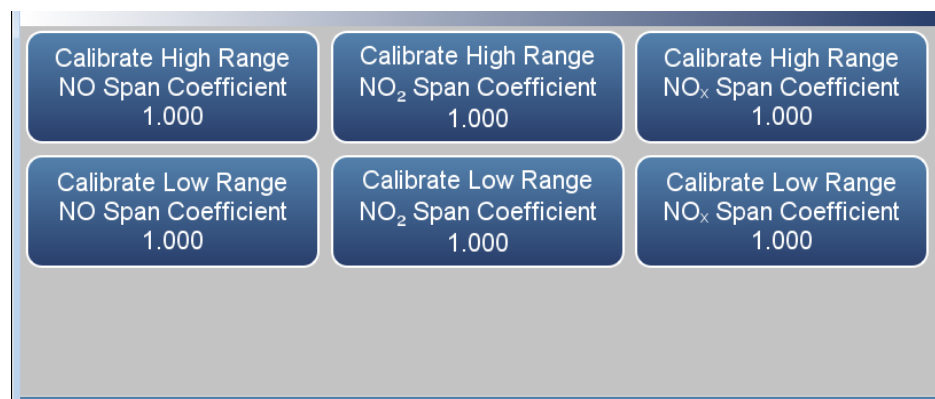 Calibrate High Range
NO Span Coefficient
1.000
Calibrate High Range
NO₂ Span Coefficient
1.000
Calibrate High Range
NOₓ Span Coefficient
1.000
Calibrate Low Range
NO Span Coefficient
1.000
Calibrate Low Range
NO₂ Span Coefficient
1.000
Calibrate Low Range
NOₓ Span Coefficient
1.000